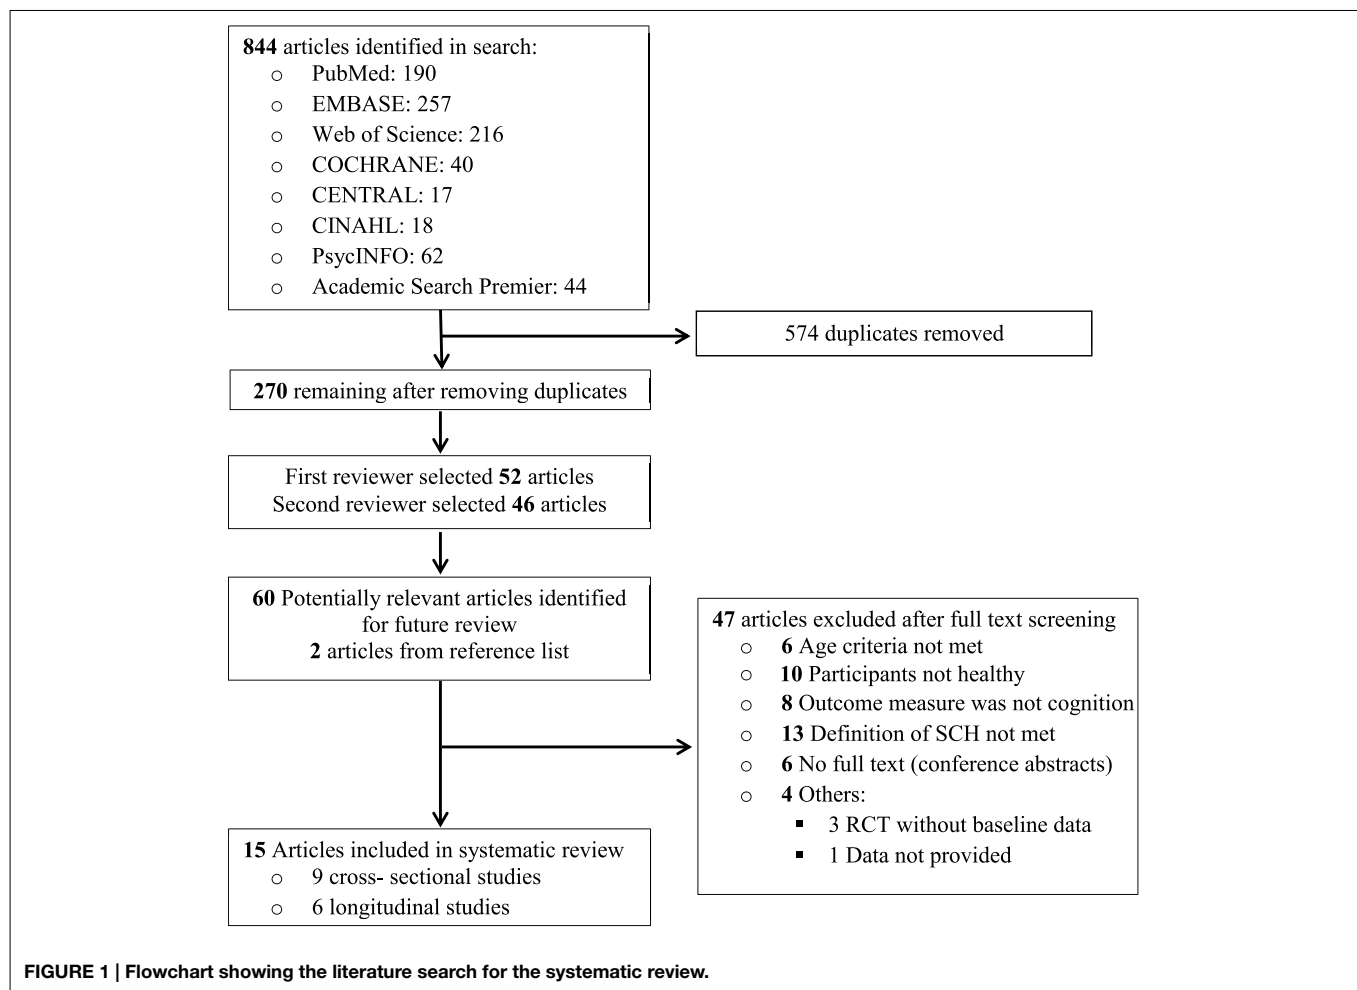 844 articles identified in search:
○ PubMed: 190
○ EMBASE: 257
○ Web of Science: 216
○ COCHRANE: 40
○ CENTRAL: 17
○ CINAHL: 18
○ PsycINFO: 62
○ Academic Search Premier: 44
574 duplicates removed
270 remaining after removing duplicates
First reviewer selected 52 articles
Second reviewer selected 46 articles
60 Potentially relevant articles identified
for future review
2 articles from reference list
47 articles excluded after full text screening
○ 6 Age criteria not met
○ 10 Participants not healthy
○ 8 Outcome measure was not cognition
○ 13 Definition of SCH not met
○ 6 No full text (conference abstracts)
○ 4 Others:
▪ 3 RCT without baseline data
▪ 1 Data not provided
15 Articles included in systematic review
○ 9 cross- sectional studies
○ 6 longitudinal studies
FIGURE 1 | Flowchart showing the literature search for the systematic review.